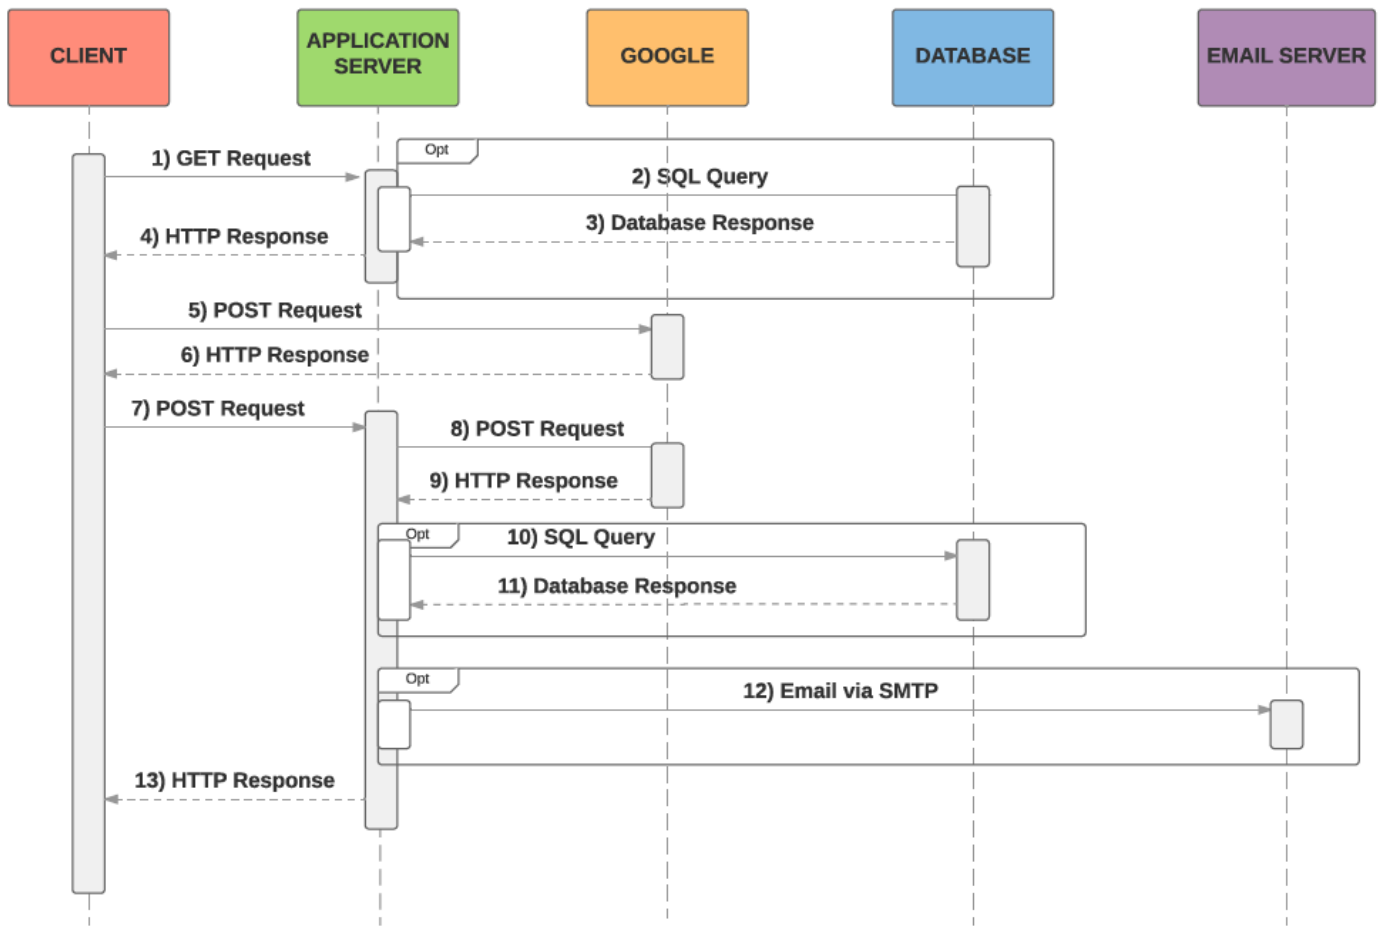 CLIENT
APPLICATION
SERVER
GOOGLE
DATABASE
EMAIL SERVER
Opt
1) GET Request
2) SQL Query
3) Database Response
4) HTTP Response
5) POST Request
6) HTTP Response
7) POST Request
8) POST Request
9) HTTP Response
Opt
10) SQL Query
11) Database Response
Opt
12) Email via SMTP
13) HTTP Response